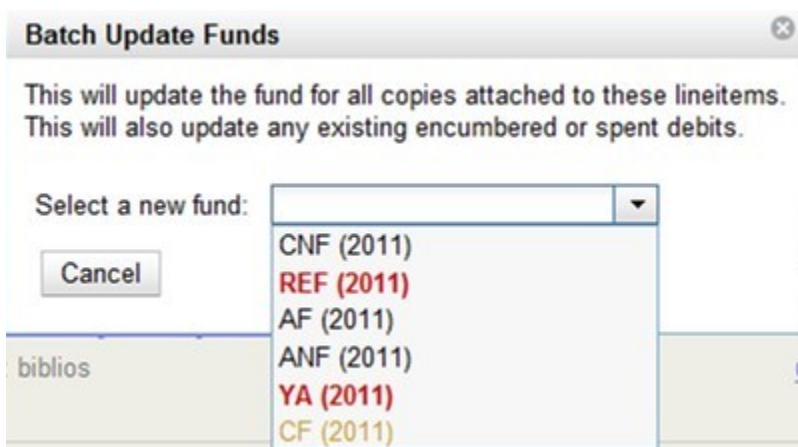 Batch Update Funds
This will update the fund for all copies attached to these lineitems.
This will also update any existing encumbered or spent debits.
Select a new fund:
CNF (2011)
Cancel
REF (2011)
AF (2011)
ANF (2011)
biblios
YA (2011)
CF (2011)